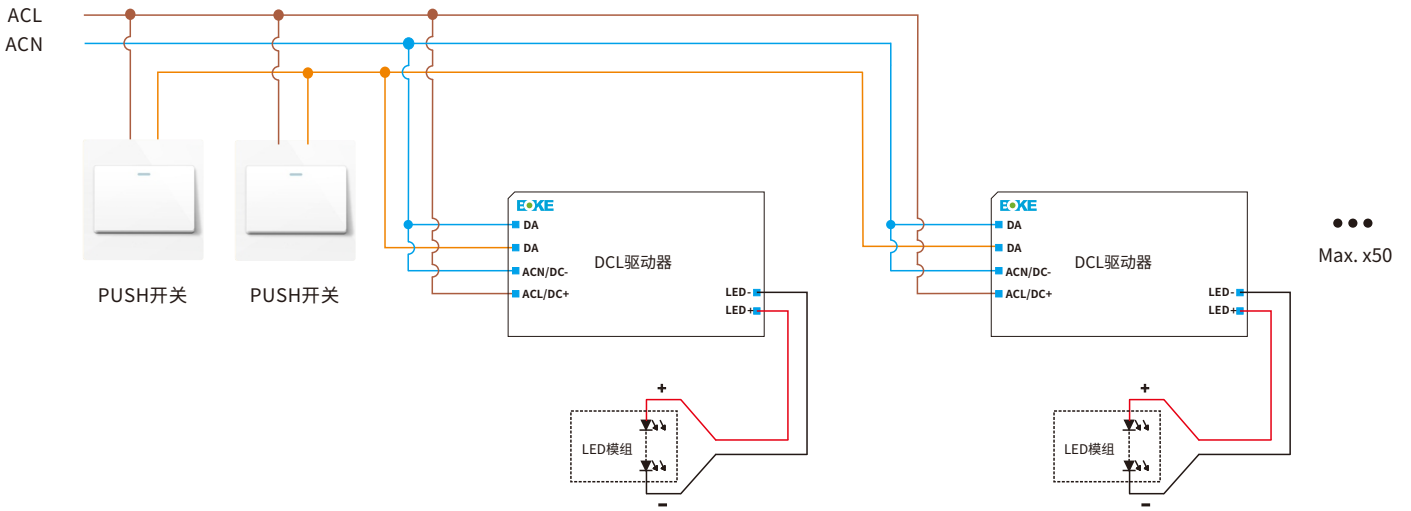 ACL
ACN
PUSH开关
PUSH开关
EOKE
DA
DA
DCL驱动器
ACN/DC-
ACL/DC+
LED-
LED+
+
LED模组
-
EOKE
DA
DA
DCL驱动器
ACN/DC-
ACL/DC+
LED-
LED+
+
LED模组
-
•••
Max. x50